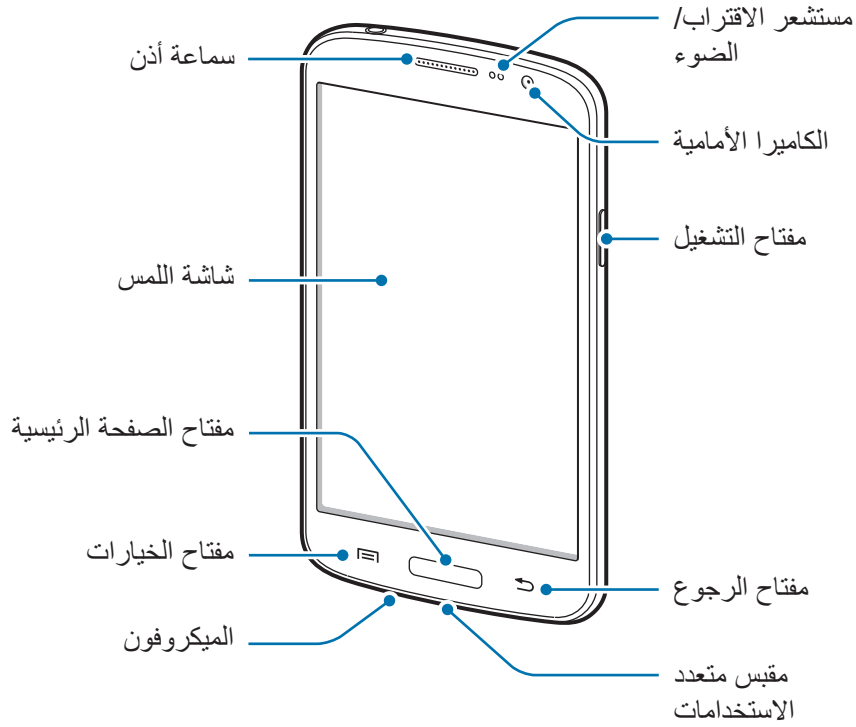 مستشعر الاقتراب/
الضوء
الكاميرا الأمامية
مفتاح التشغيل
مفتاح الرجوع
مقبس متعدد
الاستخدامات
سماعة أذن
شاشة اللمس
مفتاح الصفحة الرئيسية
مفتاح الخيارات
الميكروفون